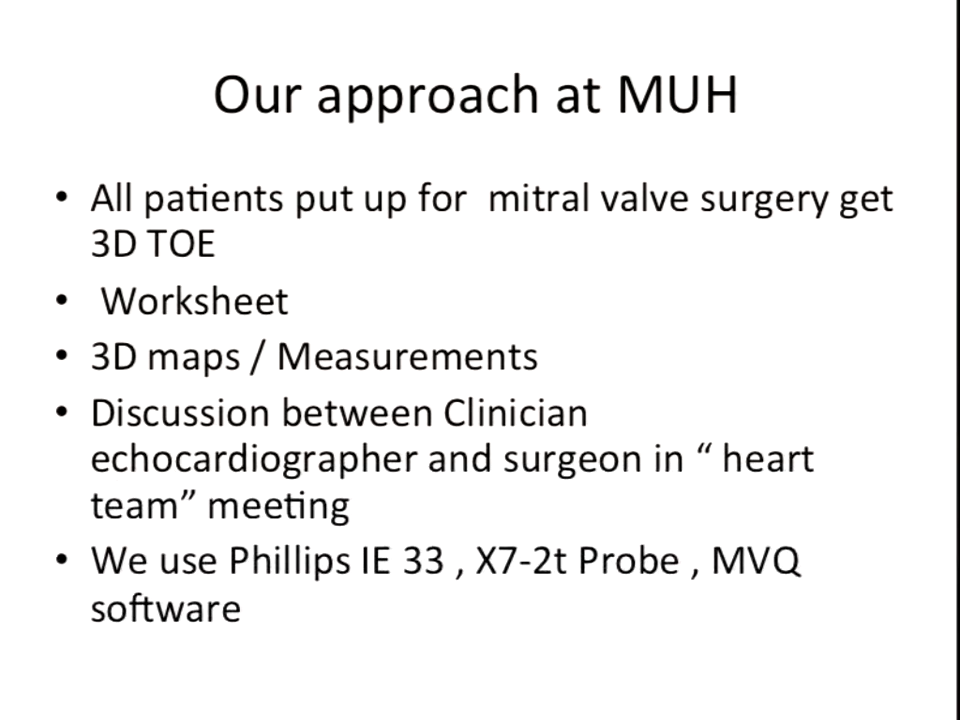 Our approach at MUH
• All patients put up for  mitral valve surgery get
3D TOE
•  Worksheet
• 3D maps / Measurements
• Discussion between Clinician
echocardiographer and surgeon in “ heart
team” meeting
• We use Phillips IE 33 , X7-2t Probe , MVQ
software